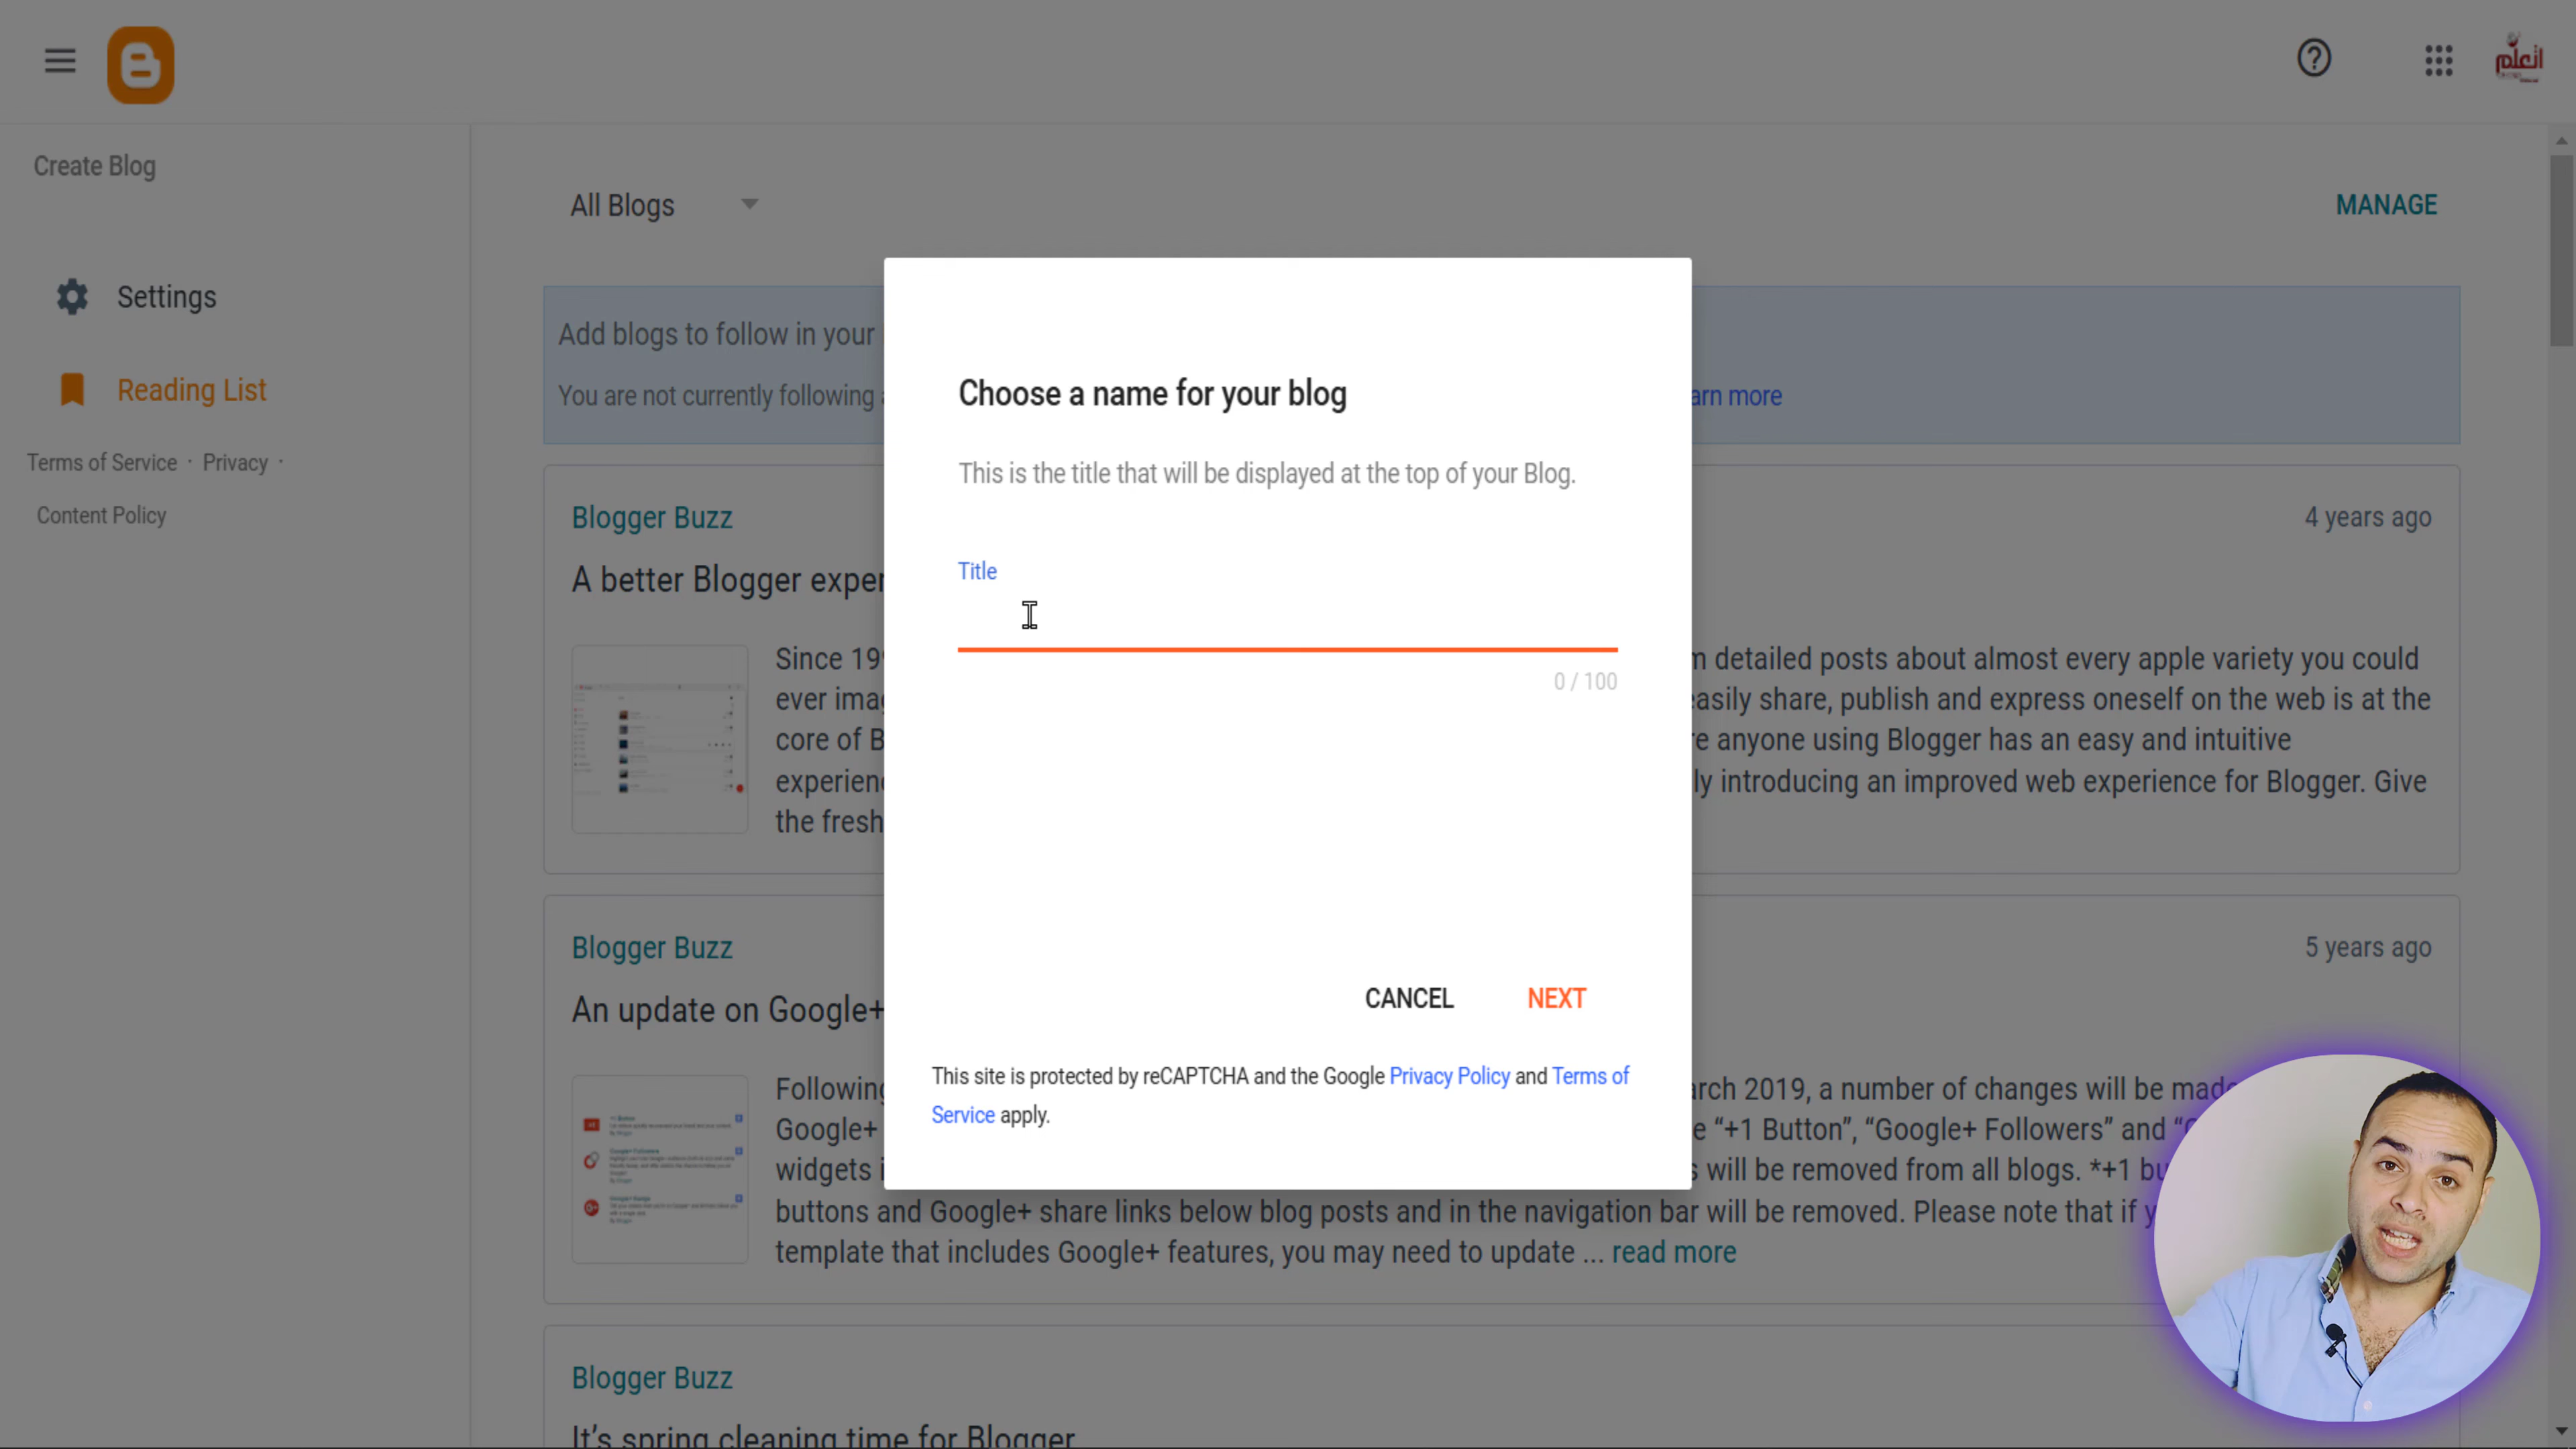 اتعلم
Create Blog
All Blogs
MANAGE
Settings
Reading List
Terms of Service · Privacy ·
Content Policy
Add blogs to follow in your
You are not currently following
arn more
Choose a name for your blog
This is the title that will be displayed at the top of your Blog.
Title
0 / 100
CANCEL
NEXT
This site is protected by reCAPTCHA and the Google Privacy Policy and Terms of
Service apply.
Blogger Buzz
4 years ago
A better Blogger exper
Since 199
detailed posts about almost every apple variety you could
ever imag
easily share, publish and express oneself on the web is at the
core of B
re anyone using Blogger has an easy and intuitive
experien
ly introducing an improved web experience for Blogger. Give
the fresh
Blogger Buzz
5 years ago
An update on Google+
Following
arch 2019, a number of changes will be made
Google+
e “+1 Button”, “Google+ Followers” and
widgets i
s will be removed from all blogs. *+1 bu
buttons and Google+ share links below blog posts and in the navigation bar will be removed. Please note that if y
template that includes Google+ features, you may need to update ... read more
Blogger Buzz
It’s spring cleaning time for Blogger